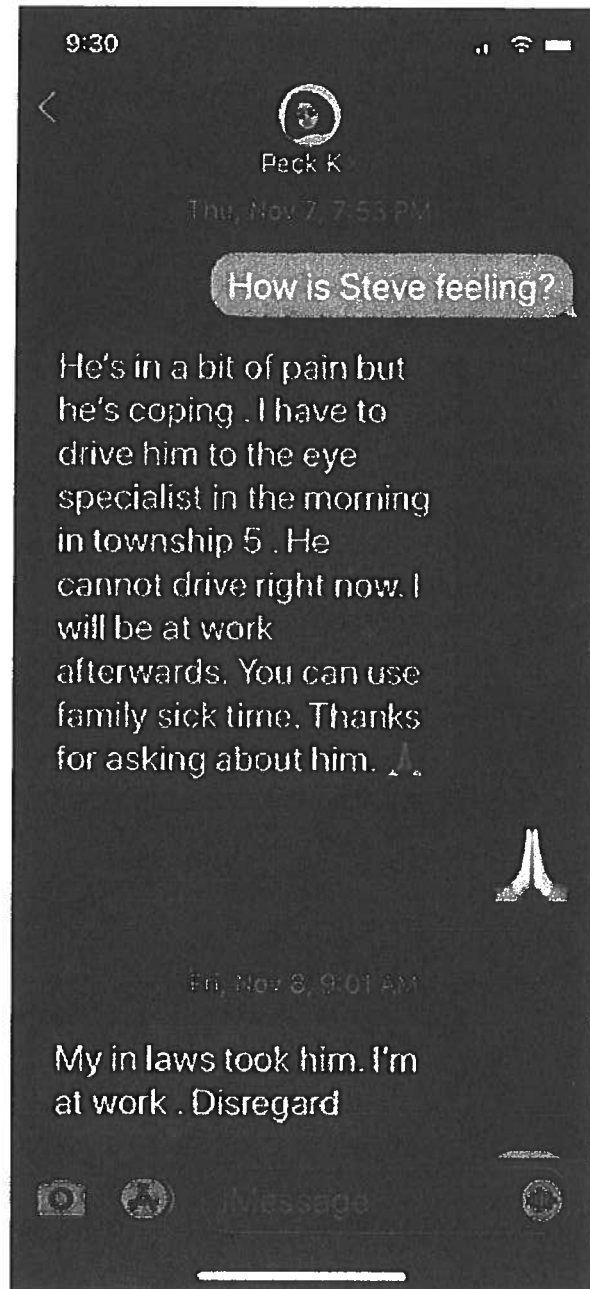 9:30
Peck K
Thu, Nov 7, 7:53 PM
How is Steve feeling?
He's in a bit of pain but
he's coping . I have to
drive him to the eye
specialist in the morning
in township 5 . He
cannot drive right now. I
will be at work
afterwards. You can use
family sick time. Thanks
for asking about him. 🙏
🙏
Fri, Nov 8, 9:01 AM
My in laws took him. I'm
at work . Disregard
iMessage